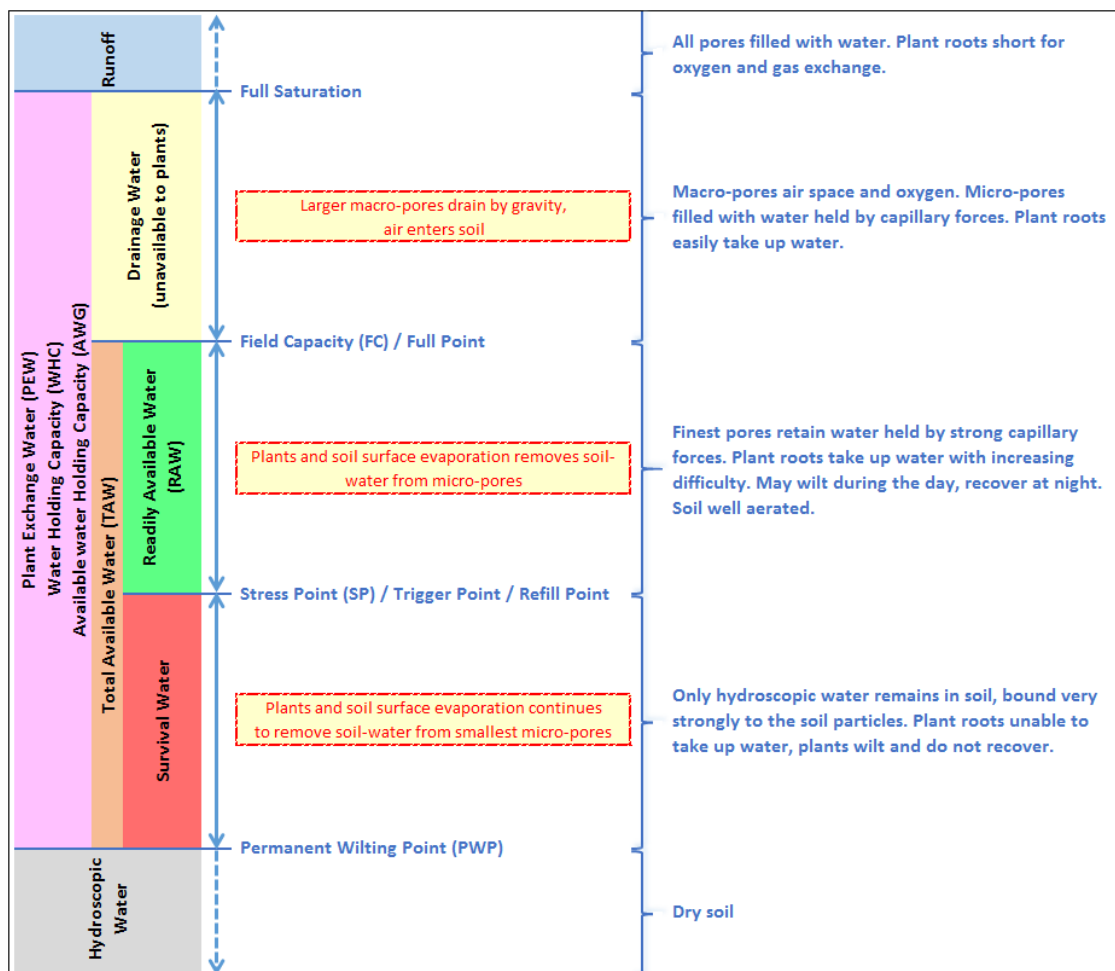 Runoff
Plant Exchange Water (PEW)
Water Holding Capacity (WHC)
Available water Holding Capacity (AWG)
Drainage Water
(unavailable to plants)
Total Available Water (TAW)
Readily Available Water
(RAW)
Survival Water
Hydroscopic
Water
Full Saturation
Larger macro-pores drain by gravity,
air enters soil
Field Capacity (FC) / Full Point
Plants and soil surface evaporation removes soil-
water from micro-pores
Stress Point (SP) / Trigger Point / Refill Point
Plants and soil surface evaporation continues
to remove soil-water from smallest micro-pores
Permanent Wilting Point (PWP)
All pores filled with water. Plant roots short for
oxygen and gas exchange.
Macro-pores air space and oxygen. Micro-pores
filled with water held by capillary forces. Plant roots
easily take up water.
Finest pores retain water held by strong capillary
forces. Plant roots take up water with increasing
difficulty. May wilt during the day, recover at night.
Soil well aerated.
Only hydroscopic water remains in soil, bound very
strongly to the soil particles. Plant roots unable to
take up water, plants wilt and do not recover.
Dry soil